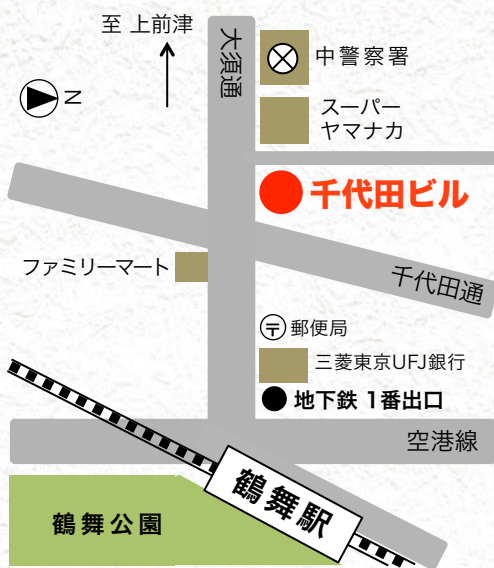 至 上前津
大須通
中警察署
N
スーパー
ヤマナカ
千代田ビル
ファミリーマート
千代田通
〒郵便局
三菱東京UFJ銀行
地下鉄 1番出口
空港線
鶴舞駅
鶴舞公園